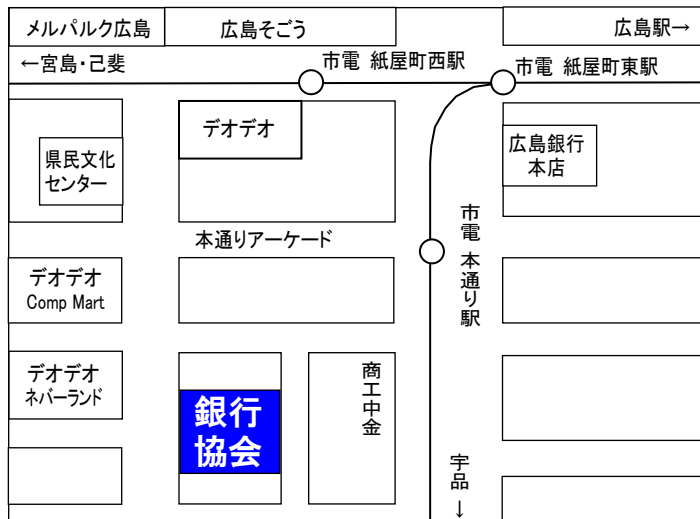 メルパルク広島
広島そごう
広島駅→
←宮島・己斐
市電 紙屋町西駅
市電 紙屋町東駅
デオデオ
県民文化
センター
広島銀行
本店
本通りアーケード
市電 本通り駅
デオデオ
Comp Mart
デオデオ
ネバーランド
商工中金
銀行
協会
宇品↓